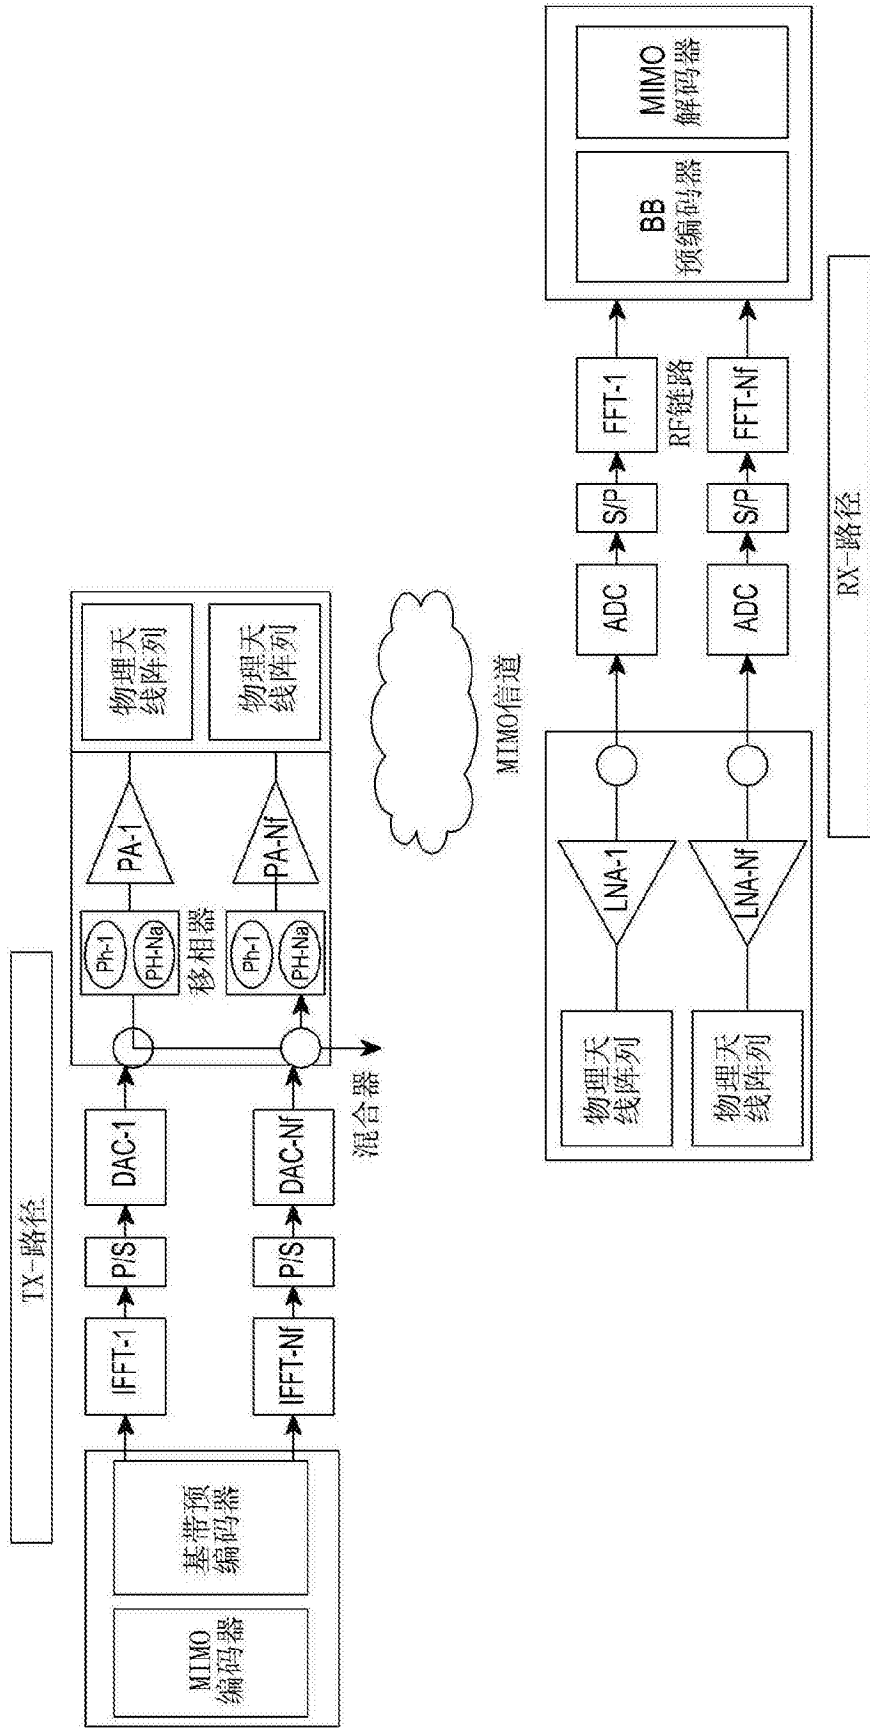 TX-路径
MIMO
编码器
基带预
编码器
IFFT-1
P/S
DAC-1
Ph-1
PH-Na
PA-1
物理天
线阵列
移相器
IFFT-Nf
P/S
DAC-Nf
Ph-1
PH-Na
PA-Nf
物理天
线阵列
混合器
MIMO信道
物理天
线阵列
LNA-1
ADC
S/P
FFT-1
RF链路
物理天
线阵列
LNA-Nf
ADC
S/P
FFT-Nf
BB
预编码器
MIMO
解码器
RX-路径